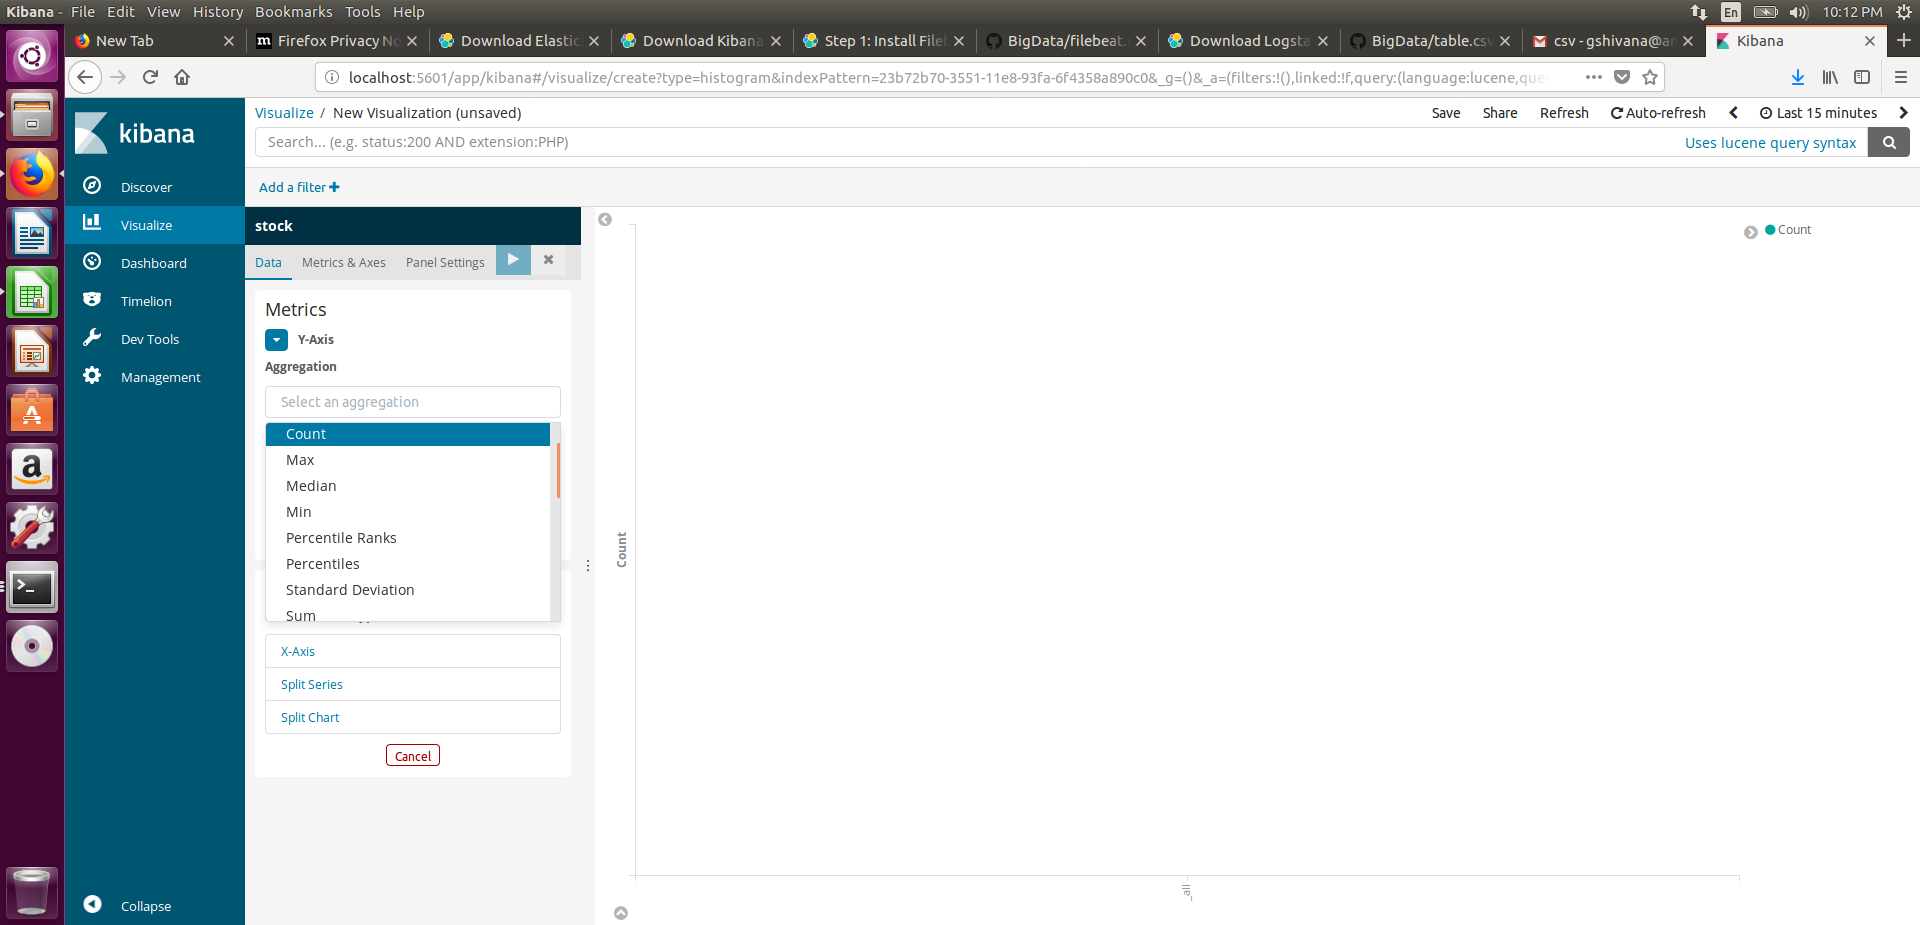 Kibana - File Edit View History Bookmarks Tools Help
En 10:12 PM
New Tab
Firefox Privacy No
Download Elastic
Download Kibana
Step 1: Install File
BigData/filebeat.y
Download Logsta
BigData/table.csv
csv - gshivana@an
Kibana
localhost:5601/app/kibana#/visualize/create?type=histogram&indexPattern=23b72b70-3551-11e8-93fa-6f4358a890c0&_g=()&_a=(filters:!(),linked:!f,query:(language:lucene,que
kibana
Discover
Visualize
Dashboard
Timelion
Dev Tools
Management
Collapse
Visualize / New Visualization (unsaved)
Save Share Refresh Auto-refresh Last 15 minutes
Search... (e.g. status:200 AND extension:PHP)
Uses lucene query syntax
Add a filter
stock
Data Metrics & Axes Panel Settings
Metrics
Y-Axis
Aggregation
Select an aggregation
Count
Max
Median
Min
Percentile Ranks
Percentiles
Standard Deviation
Sum
X-Axis
Split Series
Split Chart
Cancel
Count
_all
Count